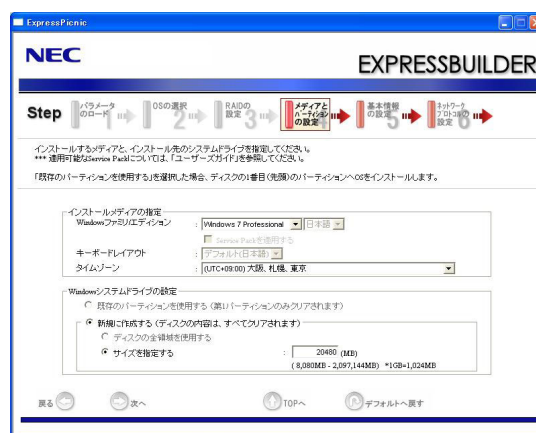 ExpressPicnic
NEC
EXPRESSBUILDER
Step
パラメータのロード
OSの選択 2
RAIDの設定 3
メディアとパーティションの設定
基本情報の設定 5
ネットワークプロトコルの設定 6
インストールするメディアと、インストール先のシステムドライブを指定してください。
*** 適用可能なService Packについては、「ユーザーズガイド」を参照してください。
「既存のパーティションを使用する」を選択した場合、ディスクの1番目(先頭)のパーティションへOSをインストールします。
インストールメディアの指定
Windowsファミリ/エディション : Windows 7 Professional 日本語
Service Packを適用する
キーボードレイアウト : デフォルト(日本語)
タイムゾーン : (UTC+09:00) 大阪、札幌、東京
Windowsシステムドライブの設定
既存のパーティションを使用する (第1パーティションのみクリアされます)
新規に作成する (ディスクの内容は、すべてクリアされます)
ディスクの全領域を使用する
サイズを指定する : 20480 (MB)
( 8,080MB - 2,097,144MB) *1GB=1,024MB
戻る 次へ TOPへ デフォルトへ戻す